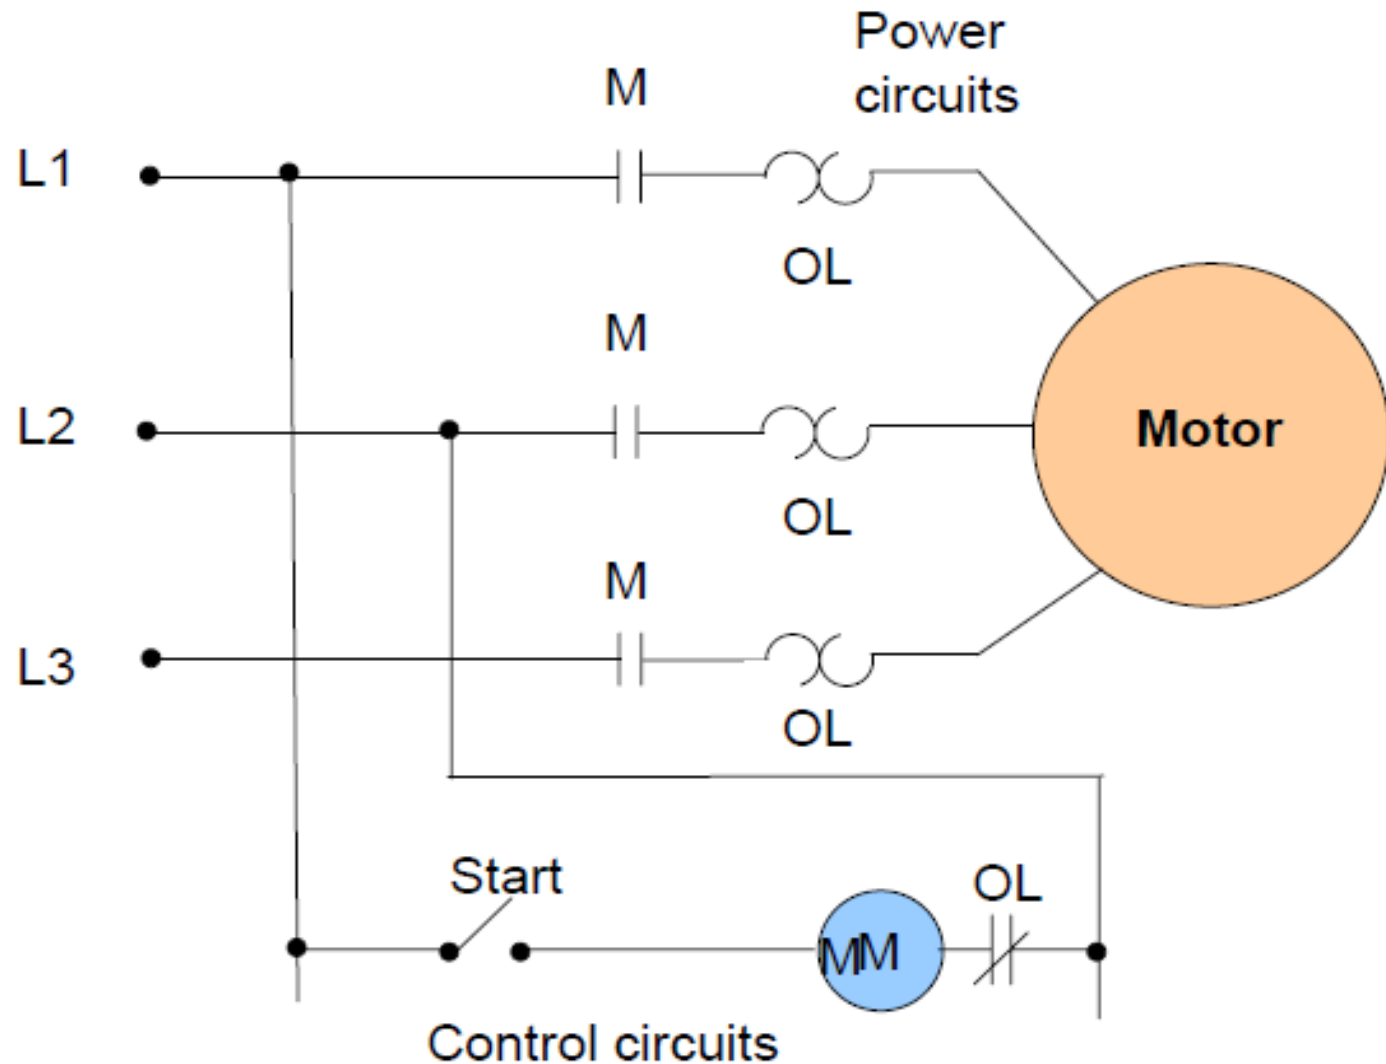 Power
circuits
M
L1
OL
M
L2
Motor
OL
M
L3
OL
Start
OL
MM
Control circuits